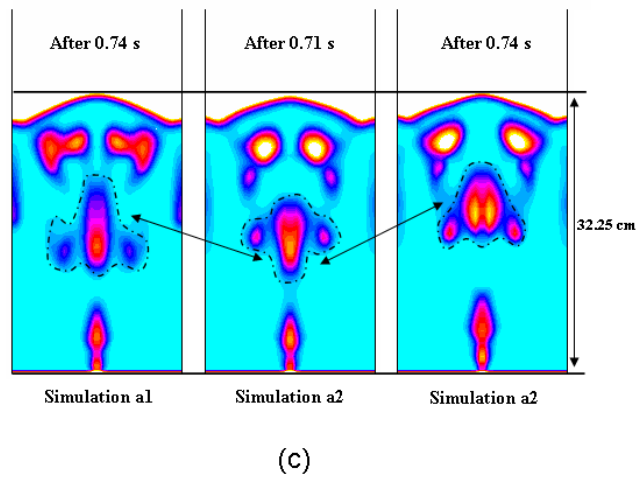 After 0.74 s
After 0.71 s
After 0.74 s
32.25 cm
Simulation a1
Simulation a2
Simulation a2
(c)